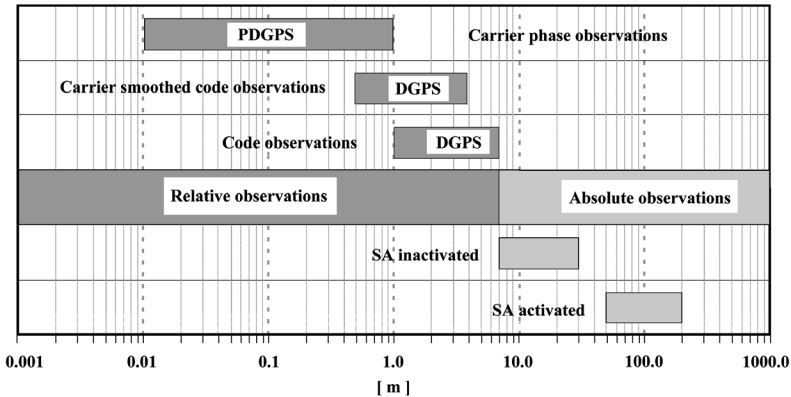 PDGPS Carrier phase observations
Carrier smoothed code observations DGPS
Code observations DGPS
Relative observations Absolute observations
SA inactivated
SA activated
0.001 0.01 0.1 1.0 10.0 100.0 1000.0
[ m ]